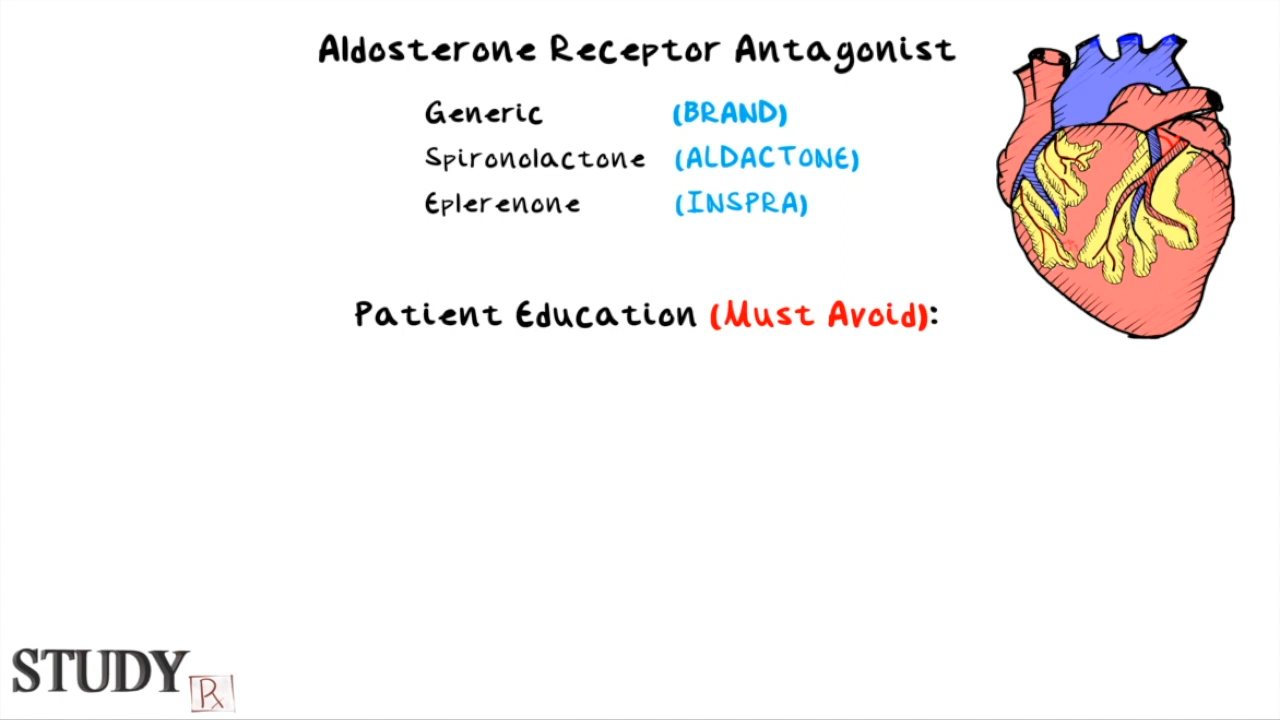 Aldosterone Receptor Antagonist
Generic (BRAND)
Spironolactone (ALDACTONE)
Eplerenone (INSPRA)
Patient Education (Must Avoid):
STUDY Rx